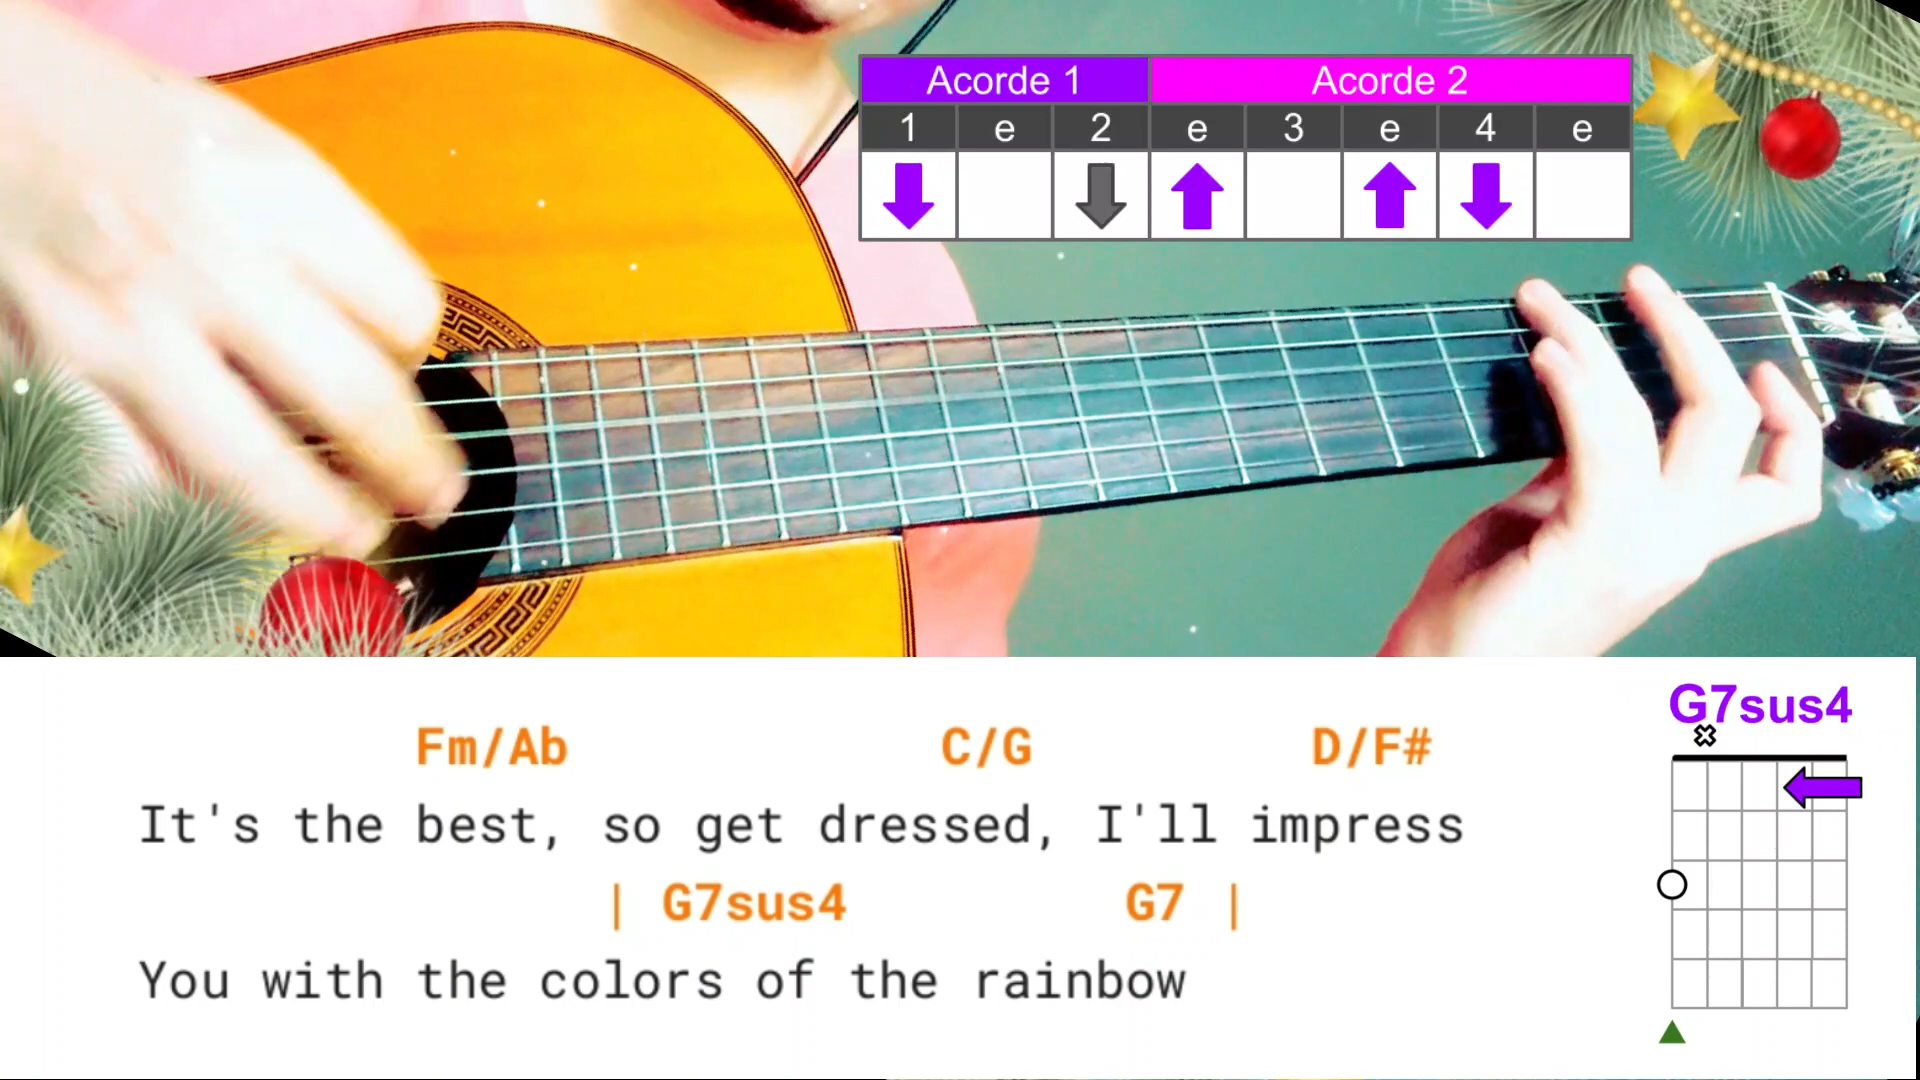 Acorde 1 Acorde 2
1 e 2 e 3 e 4 e
G7sus4
Fm/Ab C/G D/F#
It's the best, so get dressed, I'll impress
| G7sus4 G7 |
You with the colors of the rainbow